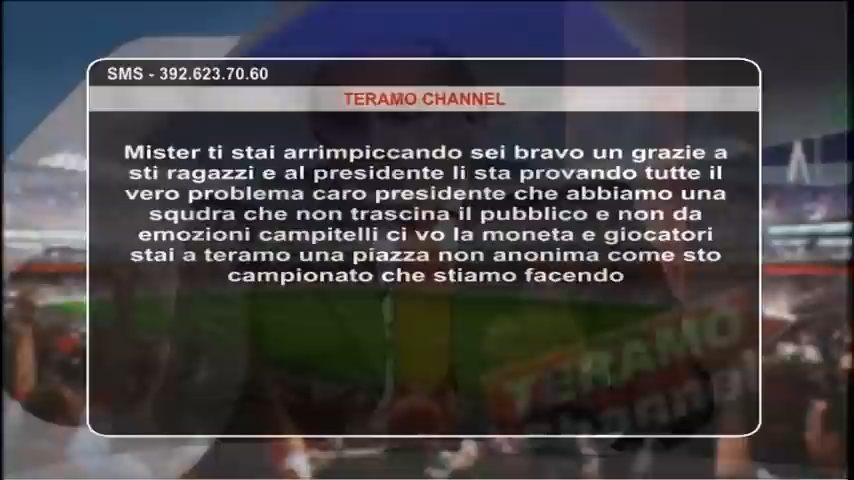 SMS - 392.623.70.60
TERAMO CHANNEL
Mister ti stai arrimpiccando sei bravo un grazie a
sti ragazzi e al presidente li sta provando tutte il
vero problema caro presidente che abbiamo una
squdra che non trascina il pubblico e non da
emozioni campitelli ci vo la moneta e giocatori
stai a teramo una piazza non anonima come sto
campionato che stiamo facendo
TERAMO
Channel